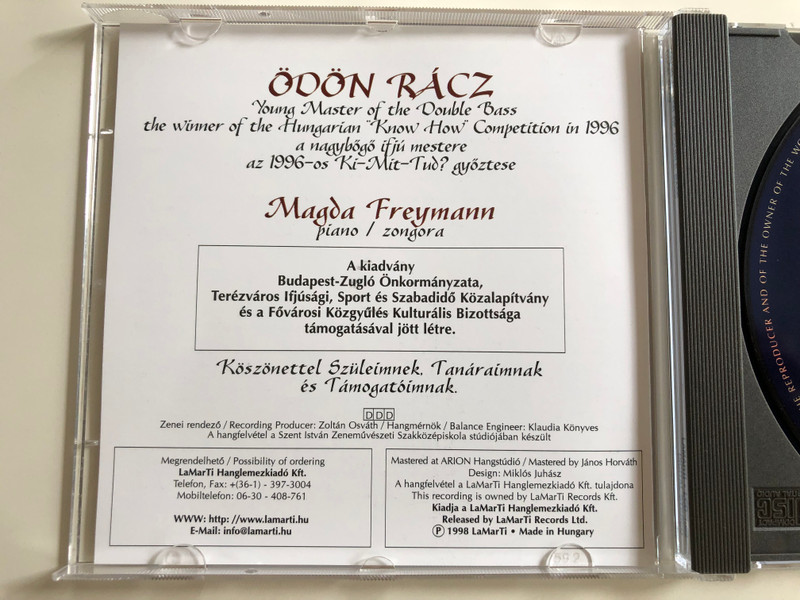 ÖDÖN RÁCZ
Young Master of the Double Bass
the winner of the Hungarian "Know How" Competition in 1996
a nagybőgő ifjú mestere
az 1996-os Ki-Mit-Tud? győztese
Magda Freymann
piano / zongora
A kiadvány
Budapest-Zugló Önkormányzata,
Terézváros Ifjúsági, Sport és Szabadidő Közalapítvány
és a Fővárosi Közgyűlés Kulturális Bizottsága
támogatásával jött létre.
Köszönettel Szüleimnek, Tanáraimnak
és Támogatóimnak.
DDD
Zenei rendező / Recording Producer: Zoltán Osváth / Hangmérnök / Balance Engineer: Klaudia Könyves
A hangfelvétel a Szent István Zeneművészeti Szakközépiskola stúdiójában készült
Megrendelhető / Possibility of ordering
LaMarTi Hanglemezkiadó Kft.
Telefon, Fax: +(36-1) - 397-3004
Mobiltelefon: 06-30 - 408-761
WWW: http: //www.lamarti.hu
E-Mail: info@lamarti.hu
Mastered at ARION Hangstúdió / Mastered by János Horváth
Design: Miklós Juhász
A hangfelvétel a LaMarTi Hanglemezkiadó Kft. tulajdona
This recording is owned by LaMarTi Records Kft.
Kiadja a LaMarTi Hanglemezkiadó Kft.
Released by LaMarTi Records Ltd.
Ⓟ 1998 LaMarTi • Made in Hungary
REPRODUCER AND OF THE OWNER OF THE
COMPACT
disc
DIGITAL AUDIO